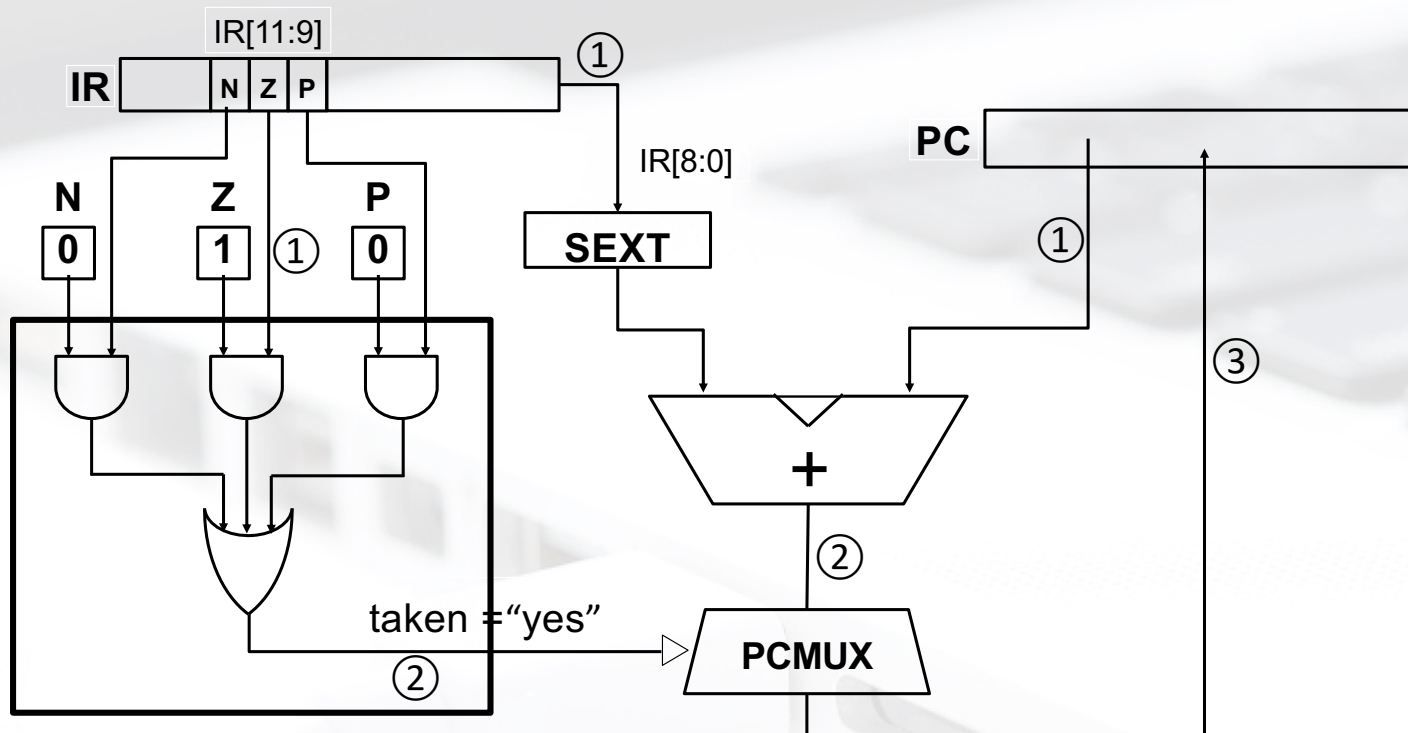 IR[11:9]
①
IR
N Z P
PC
IR[8:0]
N Z P
0 1 0
①
SEXT
①
③
+
②
taken =“yes”
②
PCMUX